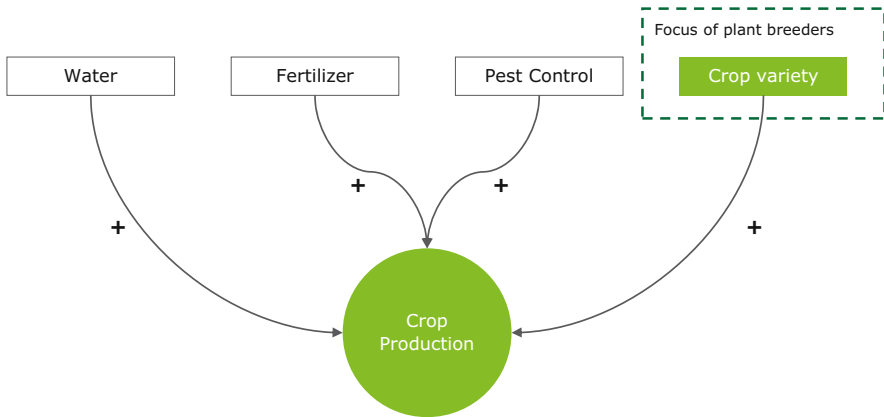 Focus of plant breeders
Water
Fertilizer
Pest Control
Crop variety
+
+
+
+
Crop
Production